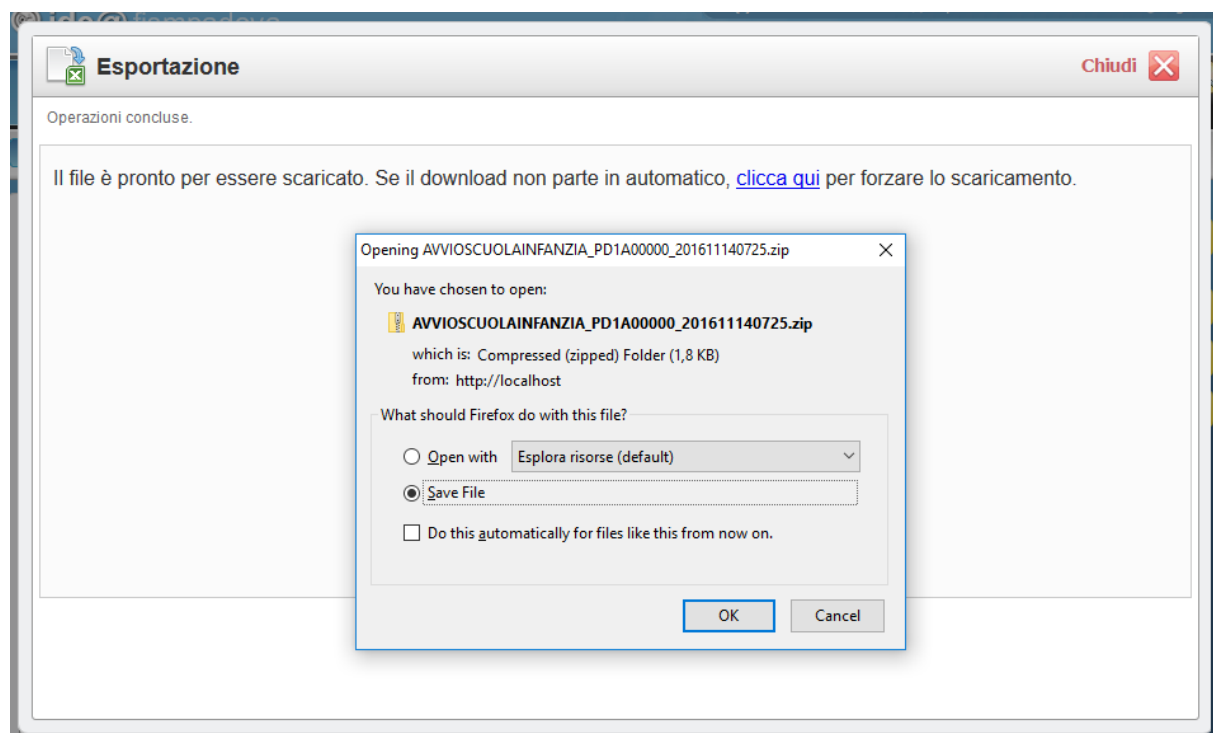 Esportazione
Chiudi
Operazioni concluse.
Il file è pronto per essere scaricato. Se il download non parte in automatico, clicca qui per forzare lo scaricamento.
Opening AVVIOSCUOLAINFANZIA_PD1A00000_201611140725.zip
You have chosen to open:
AVVIOSCUOLAINFANZIA_PD1A00000_201611140725.zip
which is: Compressed (zipped) Folder (1,8 KB)
from: http://localhost
What should Firefox do with this file?
Open with Esplora risorse (default)
Save File
Do this automatically for files like this from now on.
OK Cancel